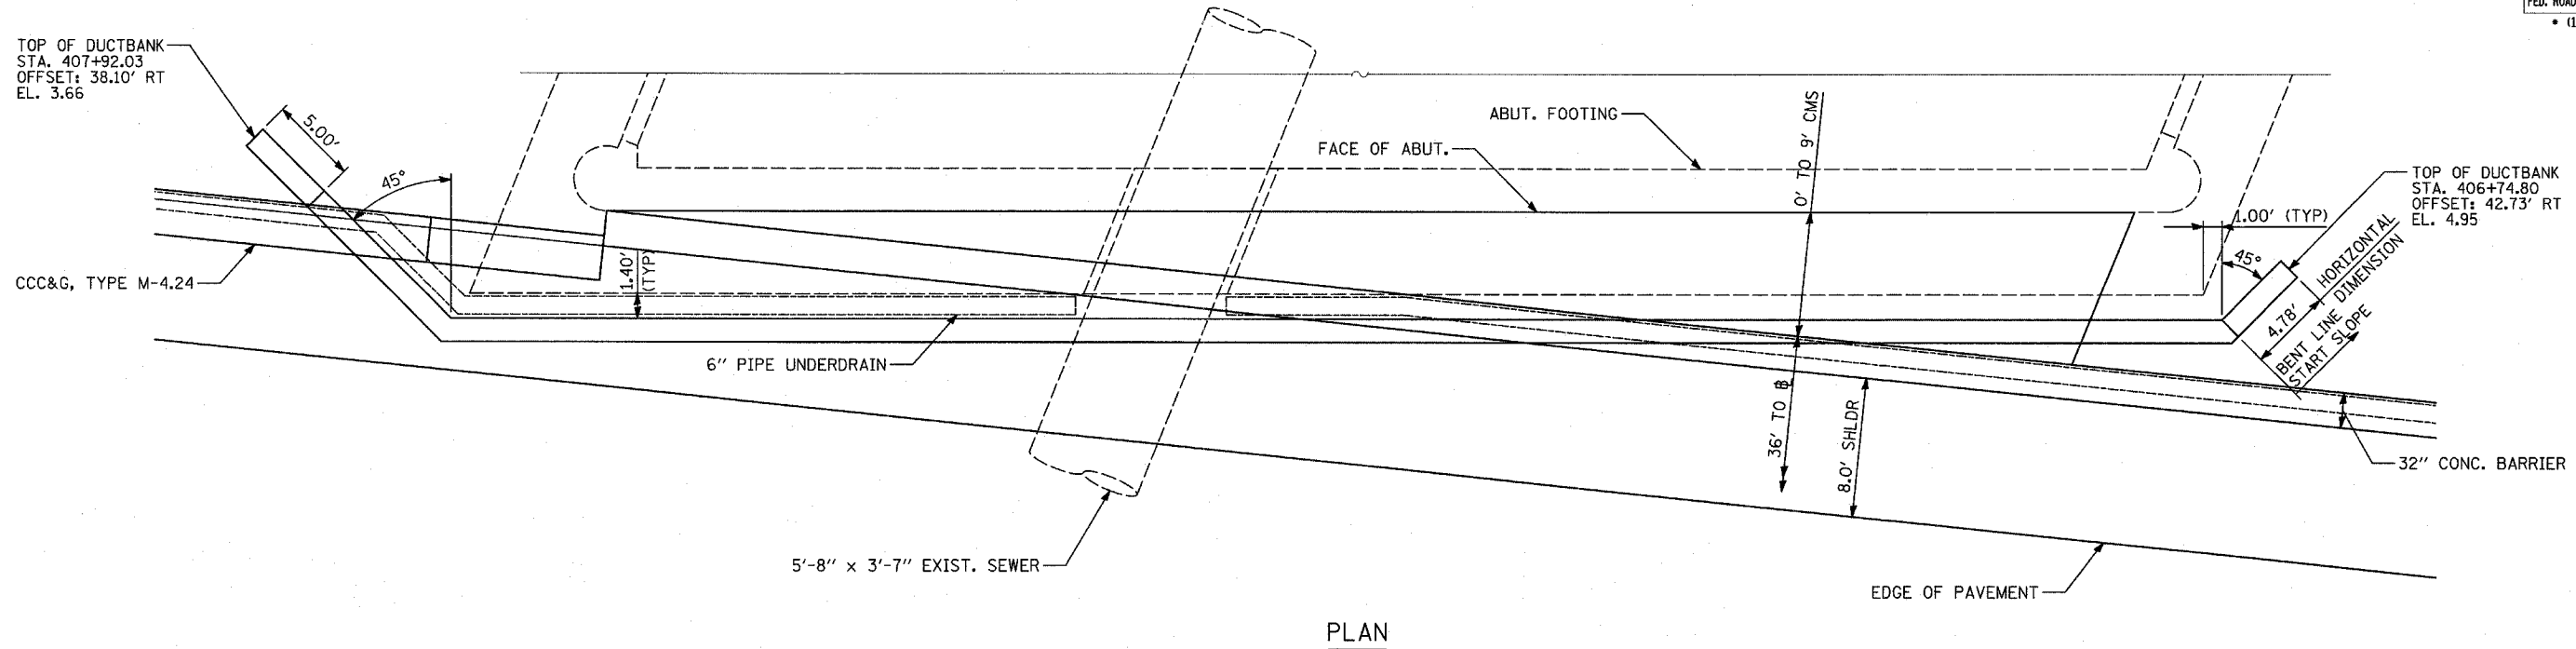 FED. ROAD
* (1
TOP OF DUCTBANK
STA. 407+92.03
OFFSET: 38.10' RT
EL. 3.66
5.00'
45°
CCC&G, TYPE M-4.24
1.40'
(TYP)
6" PIPE UNDERDRAIN
5'-8" x 3'-7" EXIST. SEWER
ABUT. FOOTING
FACE OF ABUT.
0' TO 9' CMS
36' TO
8.0' SHLDR
TOP OF DUCTBANK
STA. 406+74.80
OFFSET: 42.73' RT
EL. 4.95
1.00' (TYP)
45°
HORIZONTAL
DIMENSION
4.78'
BENT LINE
START SLOPE
32" CONC. BARRIER
EDGE OF PAVEMENT
PLAN